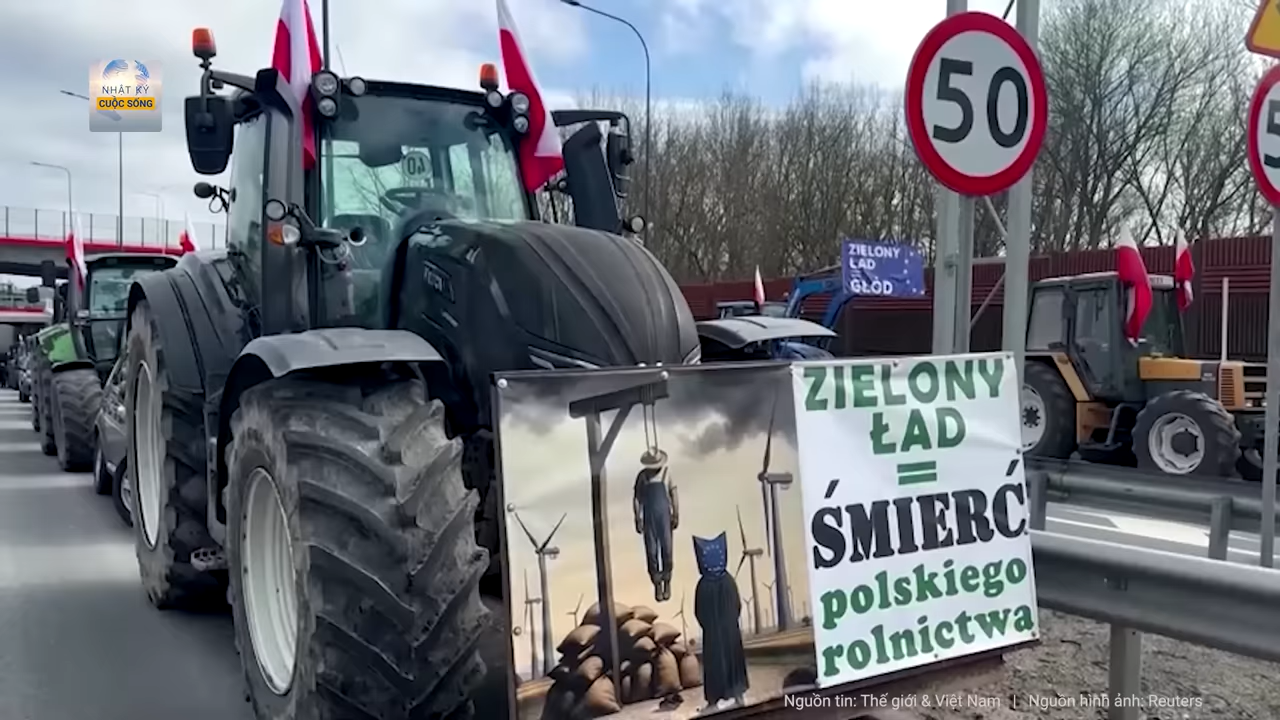 NHẬT KÝ
CUỘC SỐNG
50
40
ZIELONY
ŁAD
GŁÓD
ZIELONY
ŁAD
=
ŚMIERĆ
polskiego
rolnictwa
Nguồn tin: Thế giới & Việt Nam | Nguồn hình ảnh: Reuters